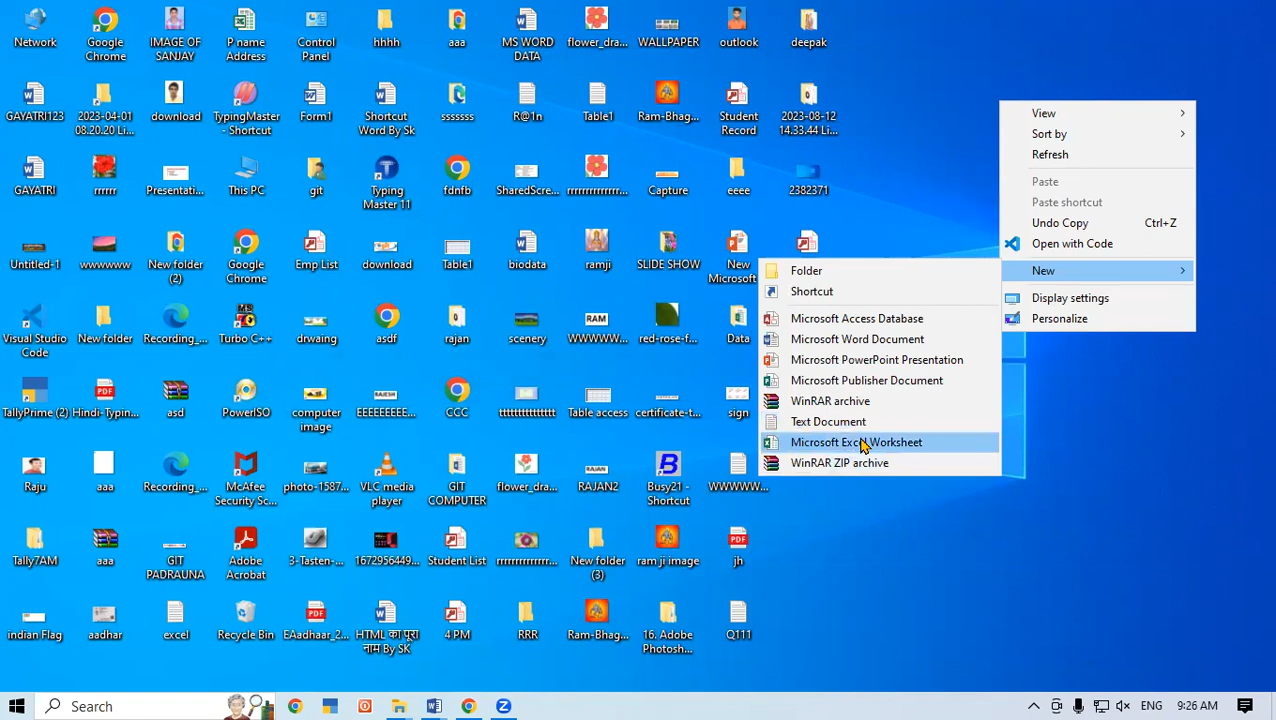 Network
Google
Chrome
IMAGE OF
SANJAY
P name
Address
Control
Panel
hhhh
aaa
MS WORD
DATA
flower_dra...
WALLPAPER
outlook
deepak
GAYATRI123
2023-04-01
08.20.20 Li...
download
TypingMaster
- Shortcut
Form1
Shortcut
Word By Sk
sssssss
R@1n
Table1
Ram-Bhag...
Student
Record
2023-08-12
14.33.44 Li...
GAYATRI
rrrrrr
Presentati...
This PC
git
Typing
Master 11
fdnfb
SharedScre...
rrrrrrrrrrrrrr...
Capture
eeee
2382371
Untitled-1
wwwwww
New folder
(2)
Google
Chrome
Emp List
download
Table1
biodata
ramji
SLIDE SHOW
New
Microsoft
Visual Studio
Code
New folder
Recording_...
Turbo C++
drwaing
asdf
rajan
scenery
RAM
WWWWW...
red-rose-f...
Data
TallyPrime (2)
Hindi-Typin...
asd
PowerISO
computer
image
RAJESH
EEEEEEEE...
CCC
tttttttttttttttt
Table access
certificate-t...
sign
Raju
aaa
Recording_...
McAfee
Security Sc...
photo-1587...
VLC media
player
GIT
COMPUTER
flower_dra...
RAJAN
RAJAN2
Busy21 -
Shortcut
WWWWW...
Tally7AM
aaa
GIT
PADRAUNA
Adobe
Acrobat
3-Tasten-...
1672956449...
Student List
rrrrrrrrrrrrrr...
New folder
(3)
ram ji image
jh
indian Flag
aadhar
excel
Recycle Bin
EAadhaar_2...
HTML का पूरा
नाम By SK
4 PM
RRR
Ram-Bhag...
16. Adobe
Photosh...
Q111
View
Sort by
Refresh
Paste
Paste shortcut
Undo Copy Ctrl+Z
Open with Code
New
Display settings
Personalize
Folder
Shortcut
Microsoft Access Database
Microsoft Word Document
Microsoft PowerPoint Presentation
Microsoft Publisher Document
WinRAR archive
Text Document
Microsoft Excel Worksheet
WinRAR ZIP archive
Search
ENG 9:26 AM